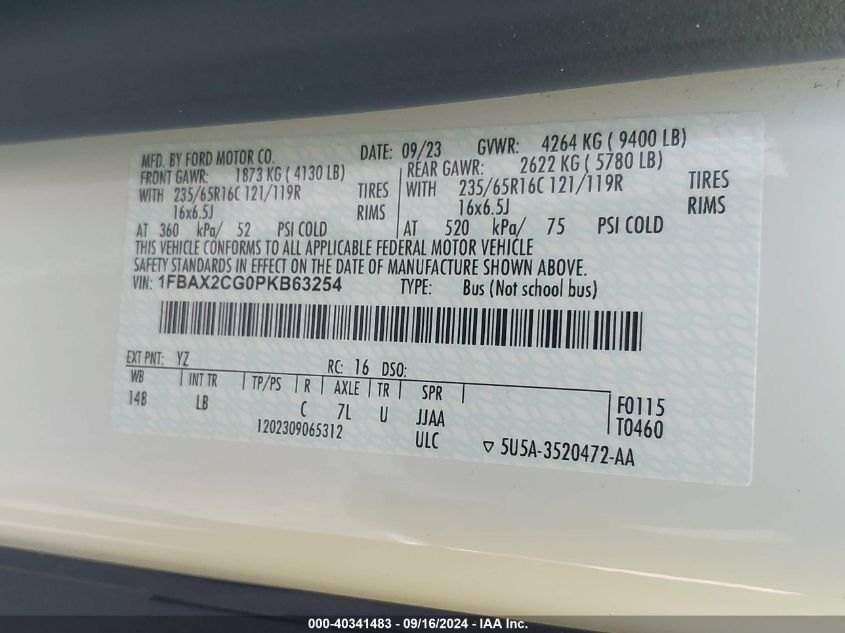 MFD. BY FORD MOTOR CO. DATE: 09/23 GVWR: 4264 KG ( 9400 LB)
FRONT GAWR: 1873 KG ( 4130 LB) REAR GAWR: 2622 KG ( 5780 LB)
WITH 235/65R16C 121/119R TIRES WITH 235/65R16C 121/119R TIRES
16x6.5J RIMS 16x6.5J RIMS
AT 360 kPa/ 52 PSI COLD AT 520 kPa/ 75 PSI COLD
THIS VEHICLE CONFORMS TO ALL APPLICABLE FEDERAL MOTOR VEHICLE
SAFETY STANDARDS IN EFFECT ON THE DATE OF MANUFACTURE SHOWN ABOVE.
VIN: 1FBAX2CG0PKB63254 TYPE: Bus (Not school bus)
EXT PNT: YZ RC: 16 DSO:
WB INT TR TP/PS R AXLE TR SPR
148 LB C 7L U JJAA F0115
1202309065312 ULC T0460
▽ 5U5A-3520472-AA
000-40341483 - 09/16/2024 - IAA Inc.